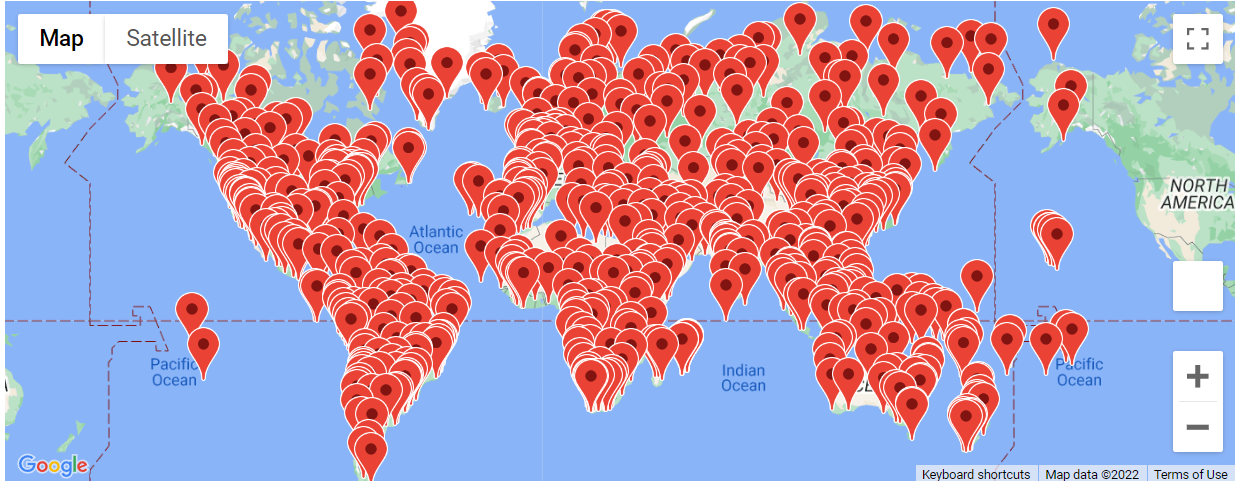 Map
Satellite
NORTH
AMERICA
Atlantic
Ocean
Pacific
Ocean
Indian
Ocean
Pacific
Ocean
Google
Keyboard shortcuts
Map data ©2022
Terms of Use